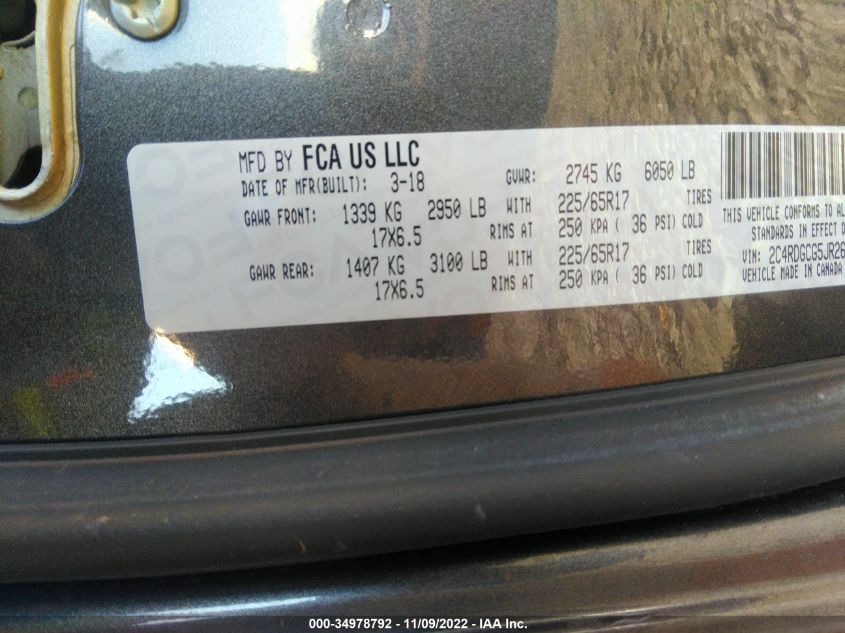 MFD BY FCA US LLC
DATE OF MFR(BUILT): 3-18 GVWR: 2745 KG 6050 LB
GAWR FRONT: 1339 KG 2950 LB WITH 225/65R17 TIRES
17X6.5 RIMS AT 250 KPA ( 36 PSI) COLD
GAWR REAR: 1407 KG 3100 LB WITH 225/65R17 TIRES
17X6.5 RIMS AT 250 KPA ( 36 PSI) COLD
THIS VEHICLE CONFORMS TO
STANDARDS IN EFFECT
VIN: 2C4RDGCG5JR26
VEHICLE MADE IN CANADA
000-34978792 - 11/09/2022 - IAA Inc.